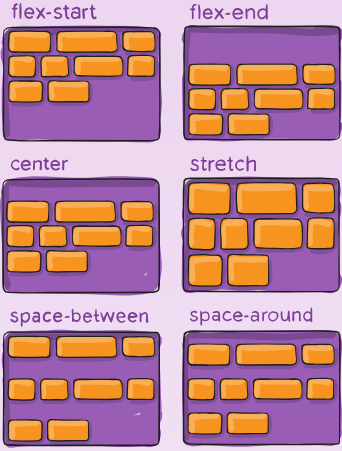 flex-start
flex-end
center
stretch
space-between
space-around